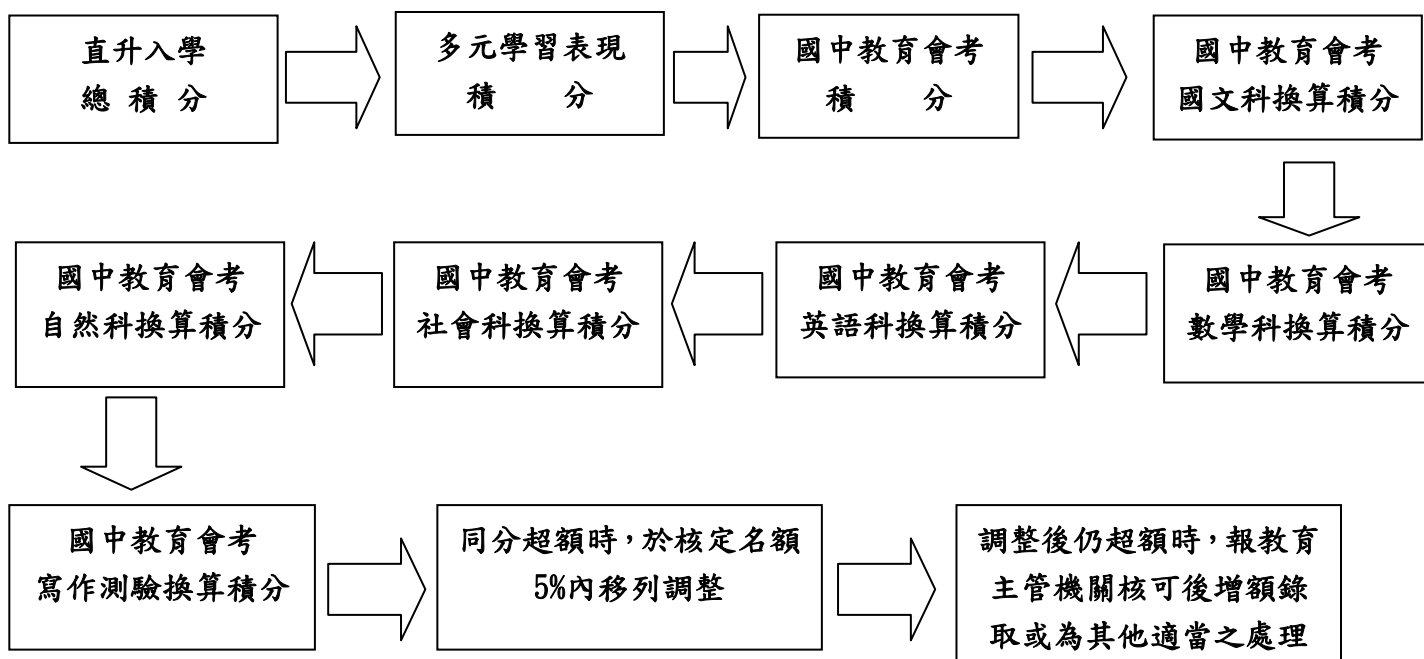 直升入學
總積分
多元學習表現
積分
國中教育會考
積分
國中教育會考
國文科換算積分
國中教育會考
數學科換算積分
國中教育會考
英語科換算積分
國中教育會考
社會科換算積分
國中教育會考
自然科換算積分
國中教育會考
寫作測驗換算積分
同分超額時，於核定名額
5%內移列調整
調整後仍超額時，報教育
主管機關核可後增額錄
取或為其他適當之處理